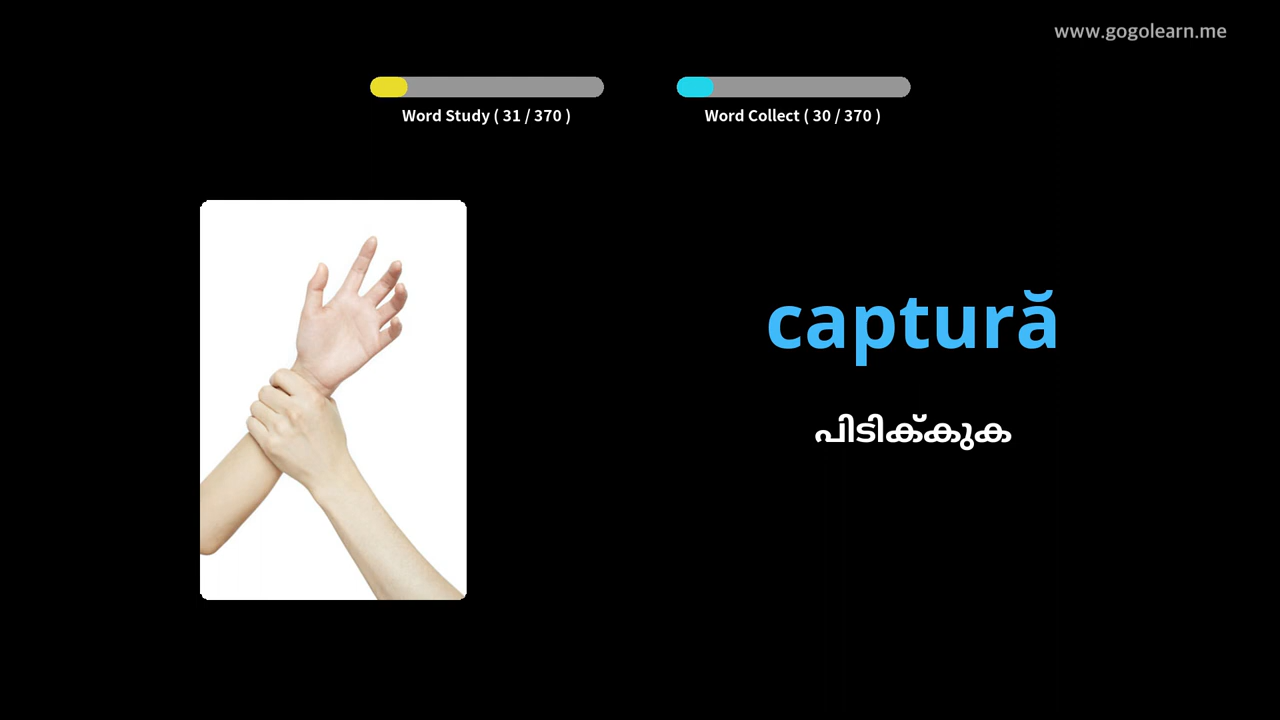 www.gogolearn.me
Word Study ( 31 / 370 )
Word Collect ( 30 / 370 )
captură
പിടിക്കുക